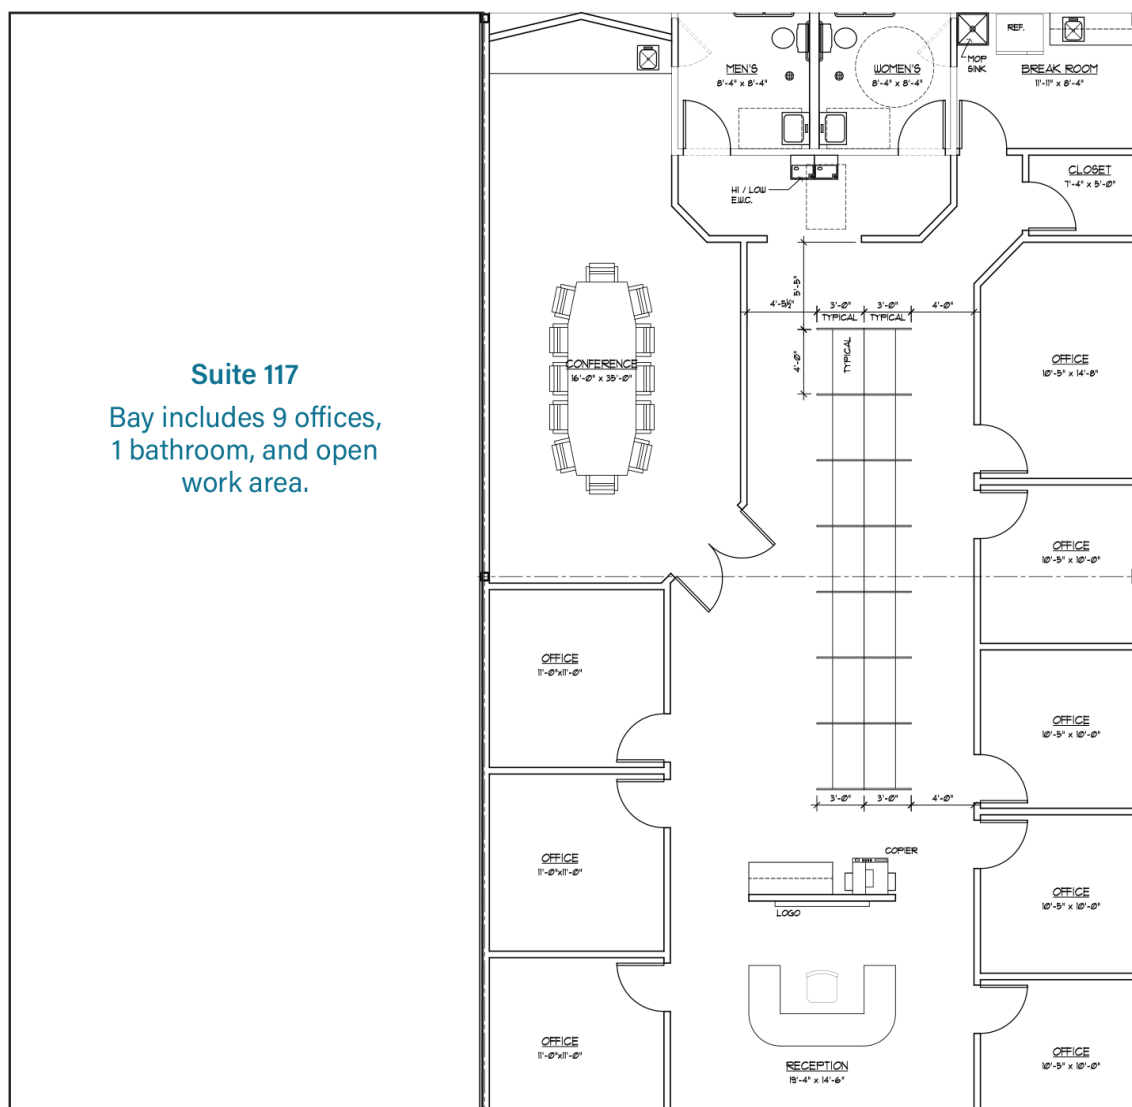 MEN'S
8'-4" x 8'-4"
WOMEN'S
8'-4" x 8'-4"
MOP
SINK
REF.
BREAK ROOM
11'-11" x 8'-4"
CLOSET
7'-4" x 5'-0"
HI / LOW
E.W.C.
5'-5"
4'-5½"
3'-0"
3'-0"
4'-0"
TYPICAL
TYPICAL
TYPICAL
4'-0"
Suite 117
Bay includes 9 offices,
1 bathroom, and open
work area.
CONFERENCE
16'-0" x 35'-0"
OFFICE
10'-5" x 14'-8"
OFFICE
10'-5" x 10'-0"
OFFICE
11'-0"x11'-0"
OFFICE
10'-5" x 10'-0"
3'-0"
3'-0"
4'-0"
COPIER
OFFICE
11'-0"x11'-0"
OFFICE
10'-5" x 10'-0"
LOGO
OFFICE
11'-0"x11'-0"
OFFICE
10'-5" x 10'-0"
RECEPTION
19'-4" x 14'-6"